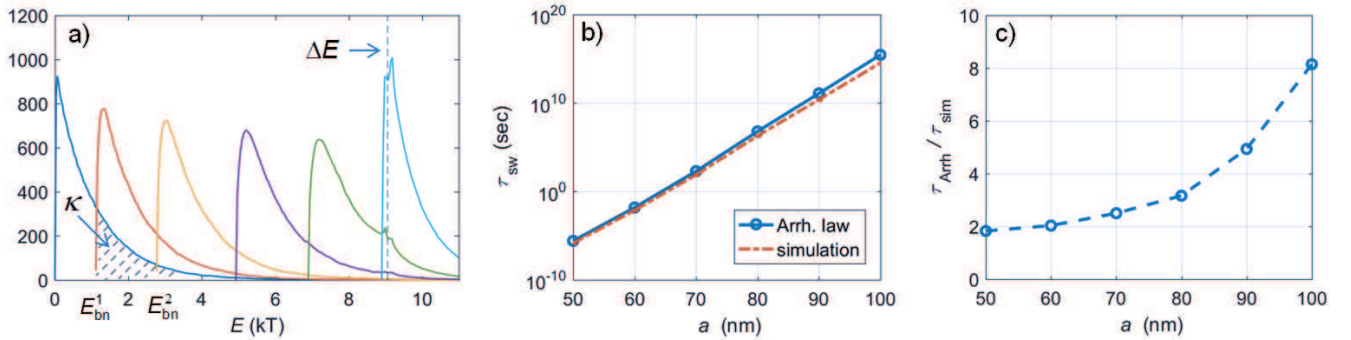 a)
1200
1000
800
600
400
200
0
ΔE
κ
0 2 4 6 8 10
E¹bn E²bn
E (kT)
b)
10²⁰
10¹⁰
10⁰
10⁻¹⁰
τsw (sec)
Arrh. law
simulation
50 60 70 80 90 100
a (nm)
c)
10
8
6
4
2
0
τArrh / τsim
50 60 70 80 90 100
a (nm)